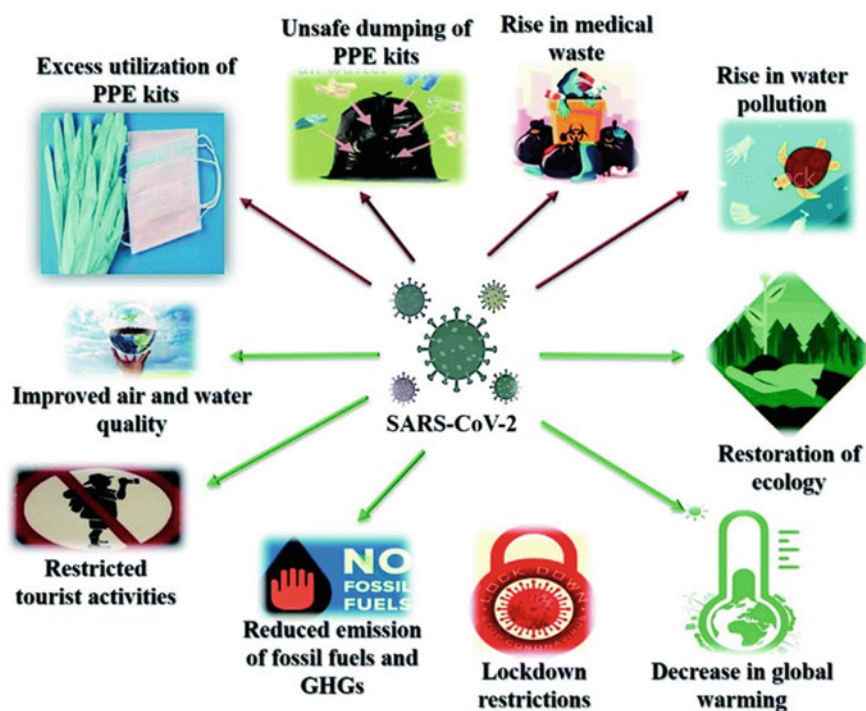 Unsafe dumping of
PPE kits
Rise in medical
waste
Excess utilization of
PPE kits
Rise in water
pollution
SARS-CoV-2
Improved air and water
quality
Restoration of
ecology
Restricted
tourist activities
NO
FOSSIL
FUELS
LOCK DOWN
Reduced emission
of fossil fuels and
GHGs
Lockdown
restrictions
Decrease in global
warming